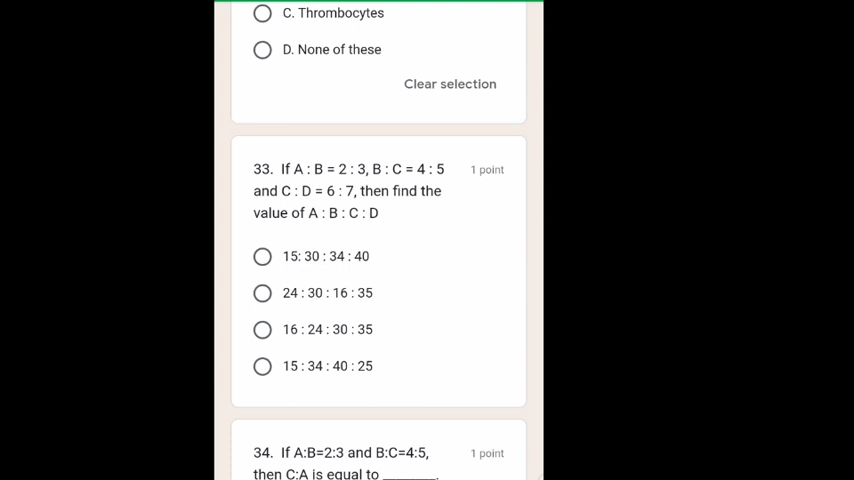 C. Thrombocytes
D. None of these
Clear selection
33. If A : B = 2 : 3, B : C = 4 : 5 1 point
and C : D = 6 : 7, then find the
value of A : B : C : D
15: 30 : 34 : 40
24 : 30 : 16 : 35
16 : 24 : 30 : 35
15 : 34 : 40 : 25
34. If A:B=2:3 and B:C=4:5, 1 point
then C:A is equal to ________.